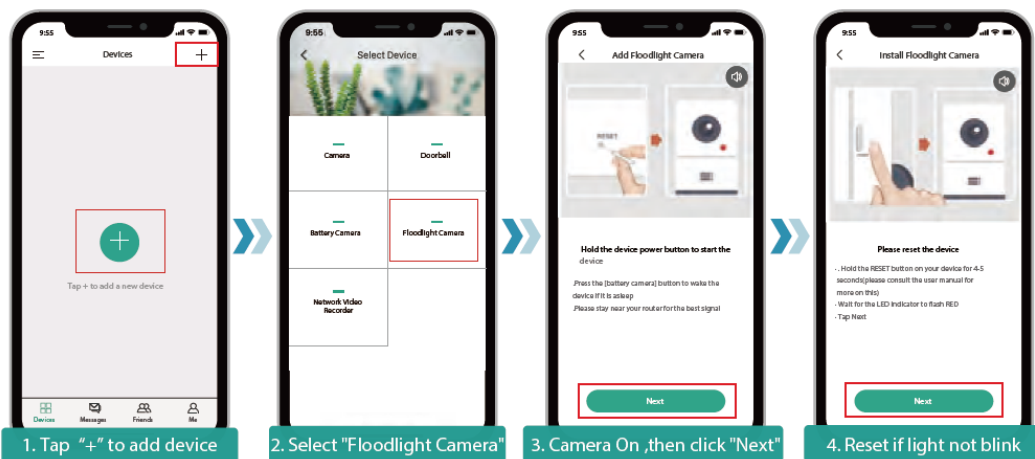 9:55
Devices
Tap + to add a new device
Devices
Messages
Friends
Me
1. Tap “+” to add device
9:55
Select Device
Camera
Doorbell
Battery Camera
Floodlight Camera
Network Video
Recorder
2. Select "Floodlight Camera"
9:55
Add Floodlight Camera
RESET
Hold the device power button to start the
device
.Press the [battery camera] button to wake the
device if it is asleep
.Please stay near your router for the best signal
Next
3. Camera On ,then click "Next"
9:55
Install Floodlight Camera
Please reset the device
- . Hold the RESET button on your device for 4-5
seconds(please consult the user manual for
more on this)
- Wait for the LED indicator to flash RED
- Tap Next
Next
4. Reset if light not blink